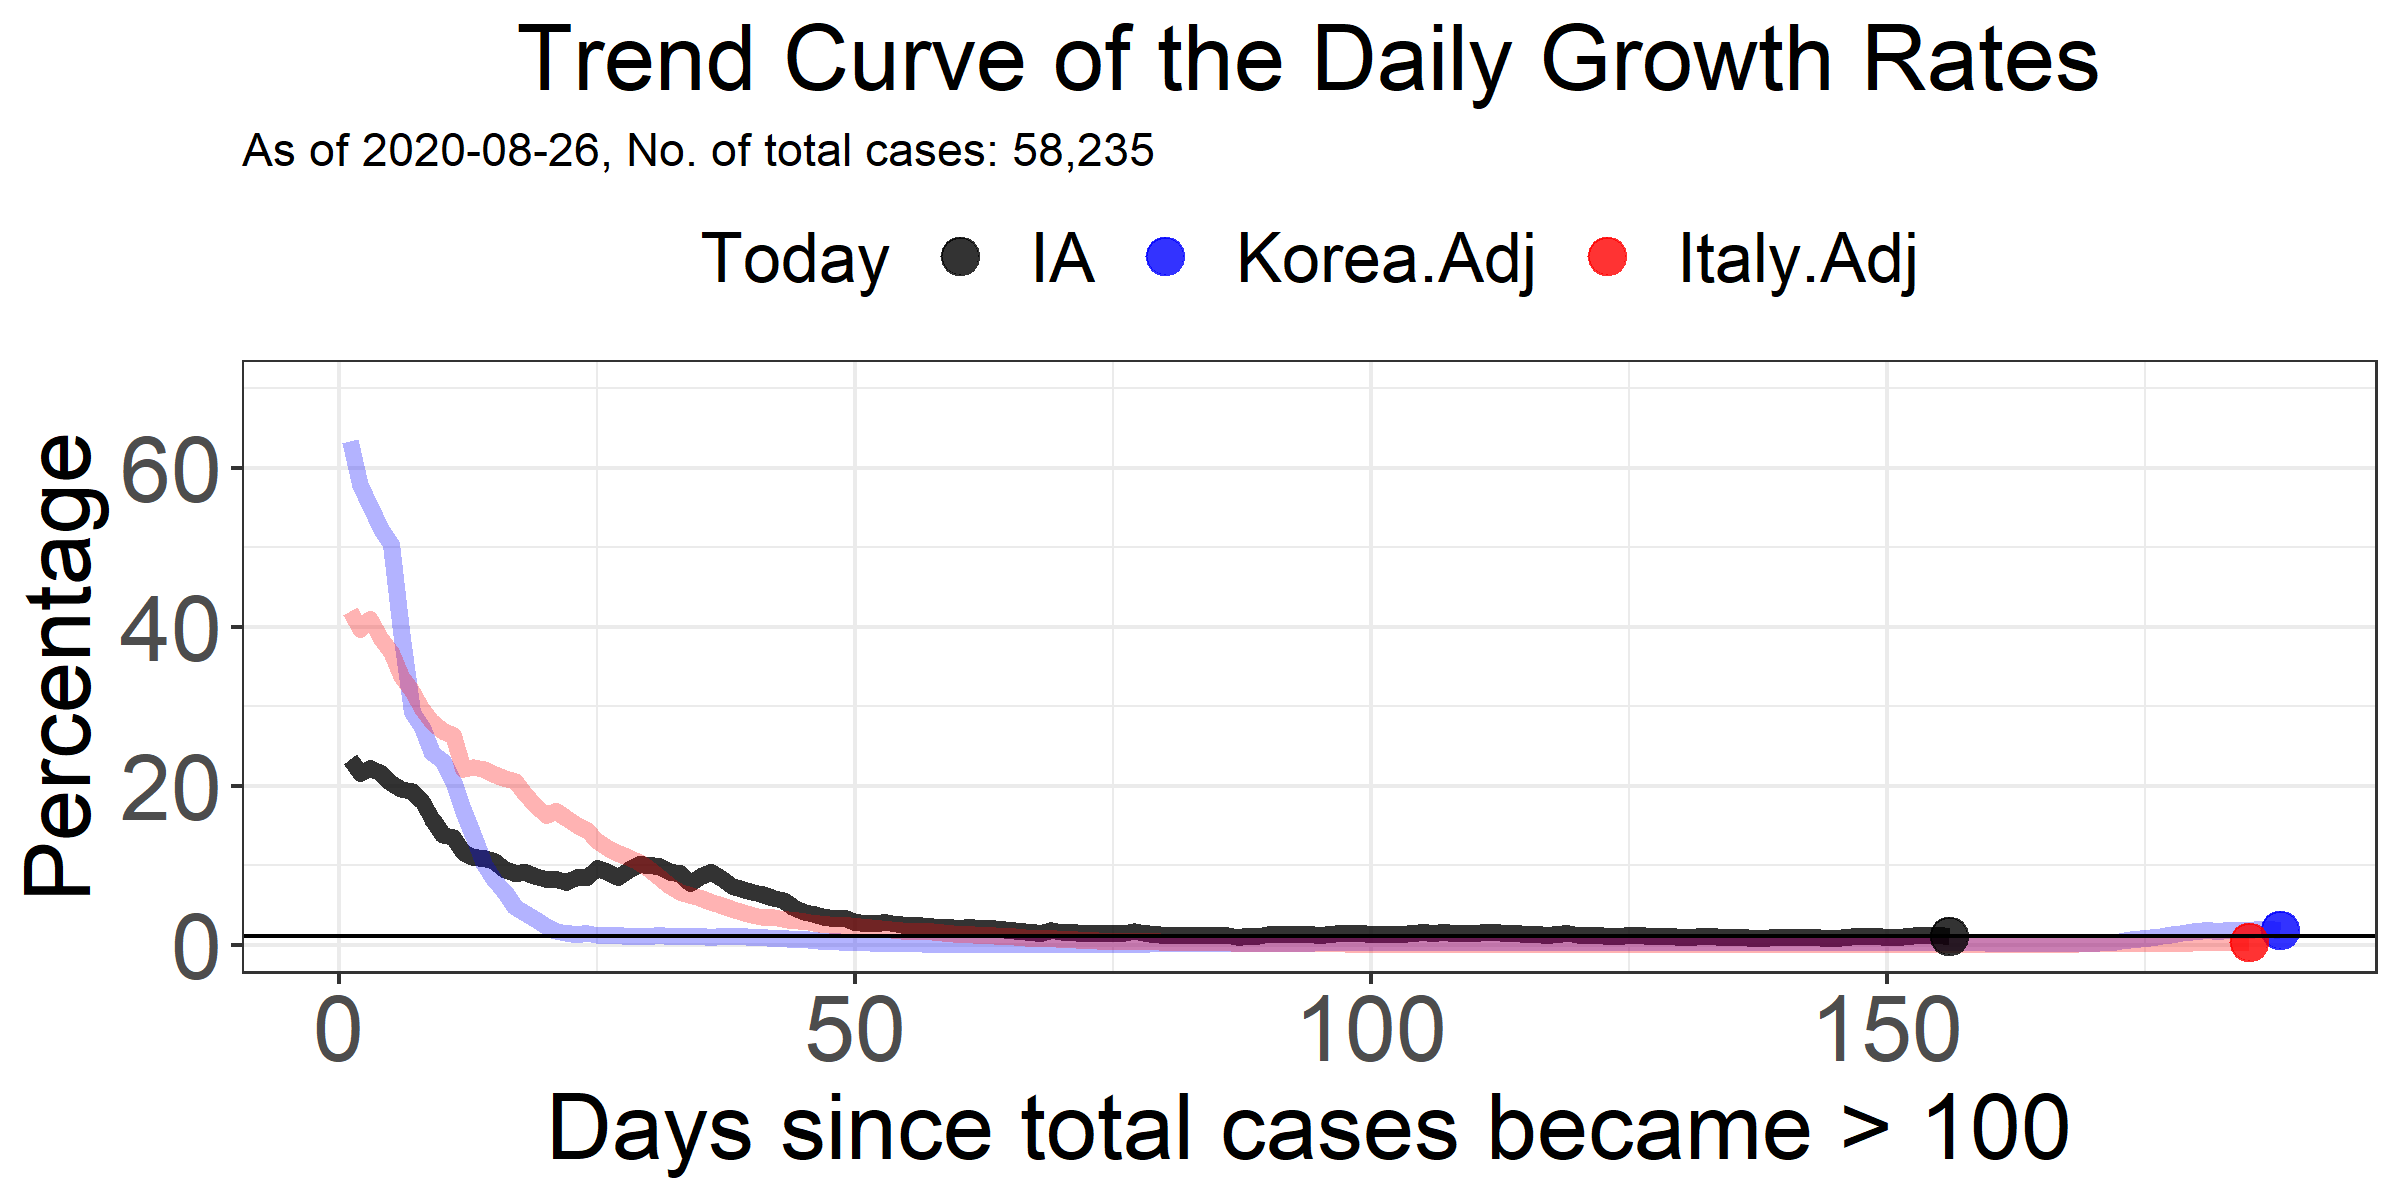 Trend Curve of the Daily Growth Rates
As of 2020-08-26, No. of total cases: 58,235
Today IA Korea.Adj Italy.Adj
Percentage
60
40
20
0
0 50 100 150
Days since total cases became > 100